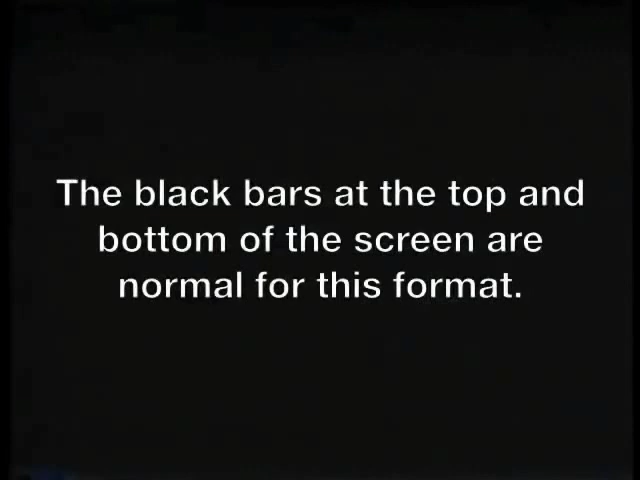 The black bars at the top and
bottom of the screen are
normal for this format.